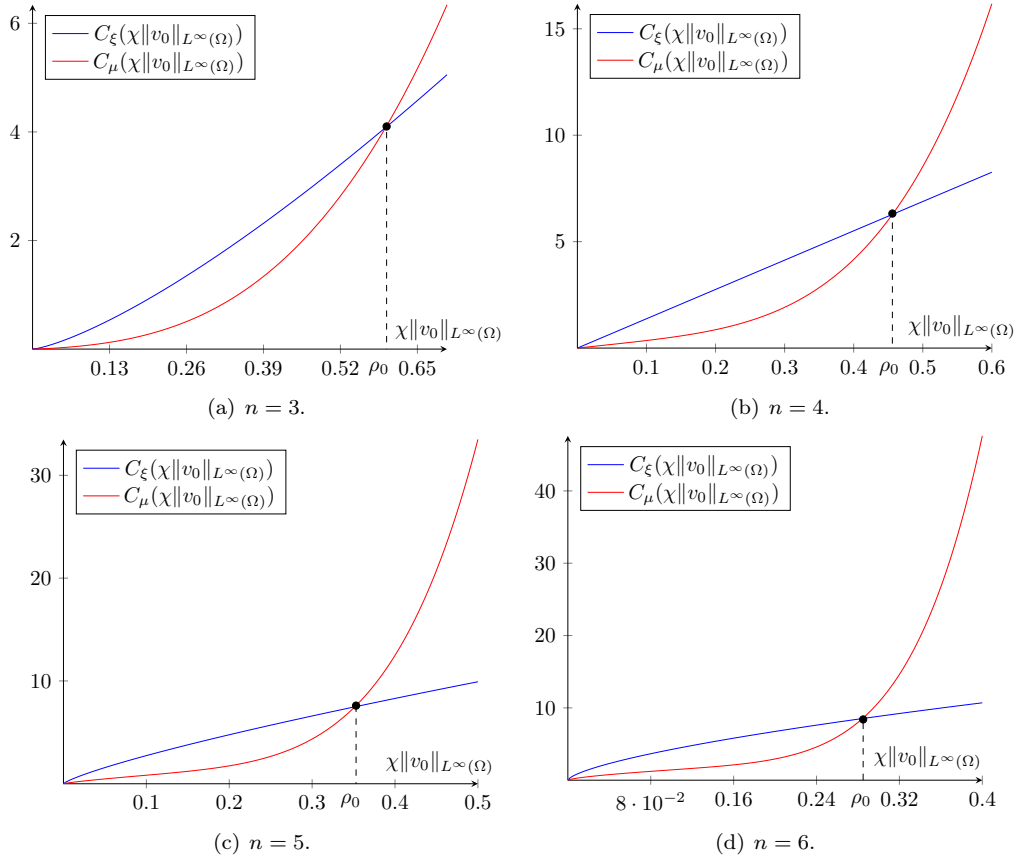 6
4
2
C_ξ(χ‖v_0‖_{L^∞(Ω)})
C_μ(χ‖v_0‖_{L^∞(Ω)})
χ‖v_0‖_{L^∞(Ω)}
0.13 0.26 0.39 0.52 ρ_0 0.65
(a) n = 3.
15
10
5
C_ξ(χ‖v_0‖_{L^∞(Ω)})
C_μ(χ‖v_0‖_{L^∞(Ω)})
χ‖v_0‖_{L^∞(Ω)}
0.1 0.2 0.3 0.4 ρ_0 0.5 0.6
(b) n = 4.
30
20
10
C_ξ(χ‖v_0‖_{L^∞(Ω)})
C_μ(χ‖v_0‖_{L^∞(Ω)})
χ‖v_0‖_{L^∞(Ω)}
0.1 0.2 0.3 ρ_0 0.4 0.5
(c) n = 5.
40
30
20
10
C_ξ(χ‖v_0‖_{L^∞(Ω)})
C_μ(χ‖v_0‖_{L^∞(Ω)})
χ‖v_0‖_{L^∞(Ω)}
8 · 10^{-2} 0.16 0.24 ρ_0 0.32 0.4
(d) n = 6.